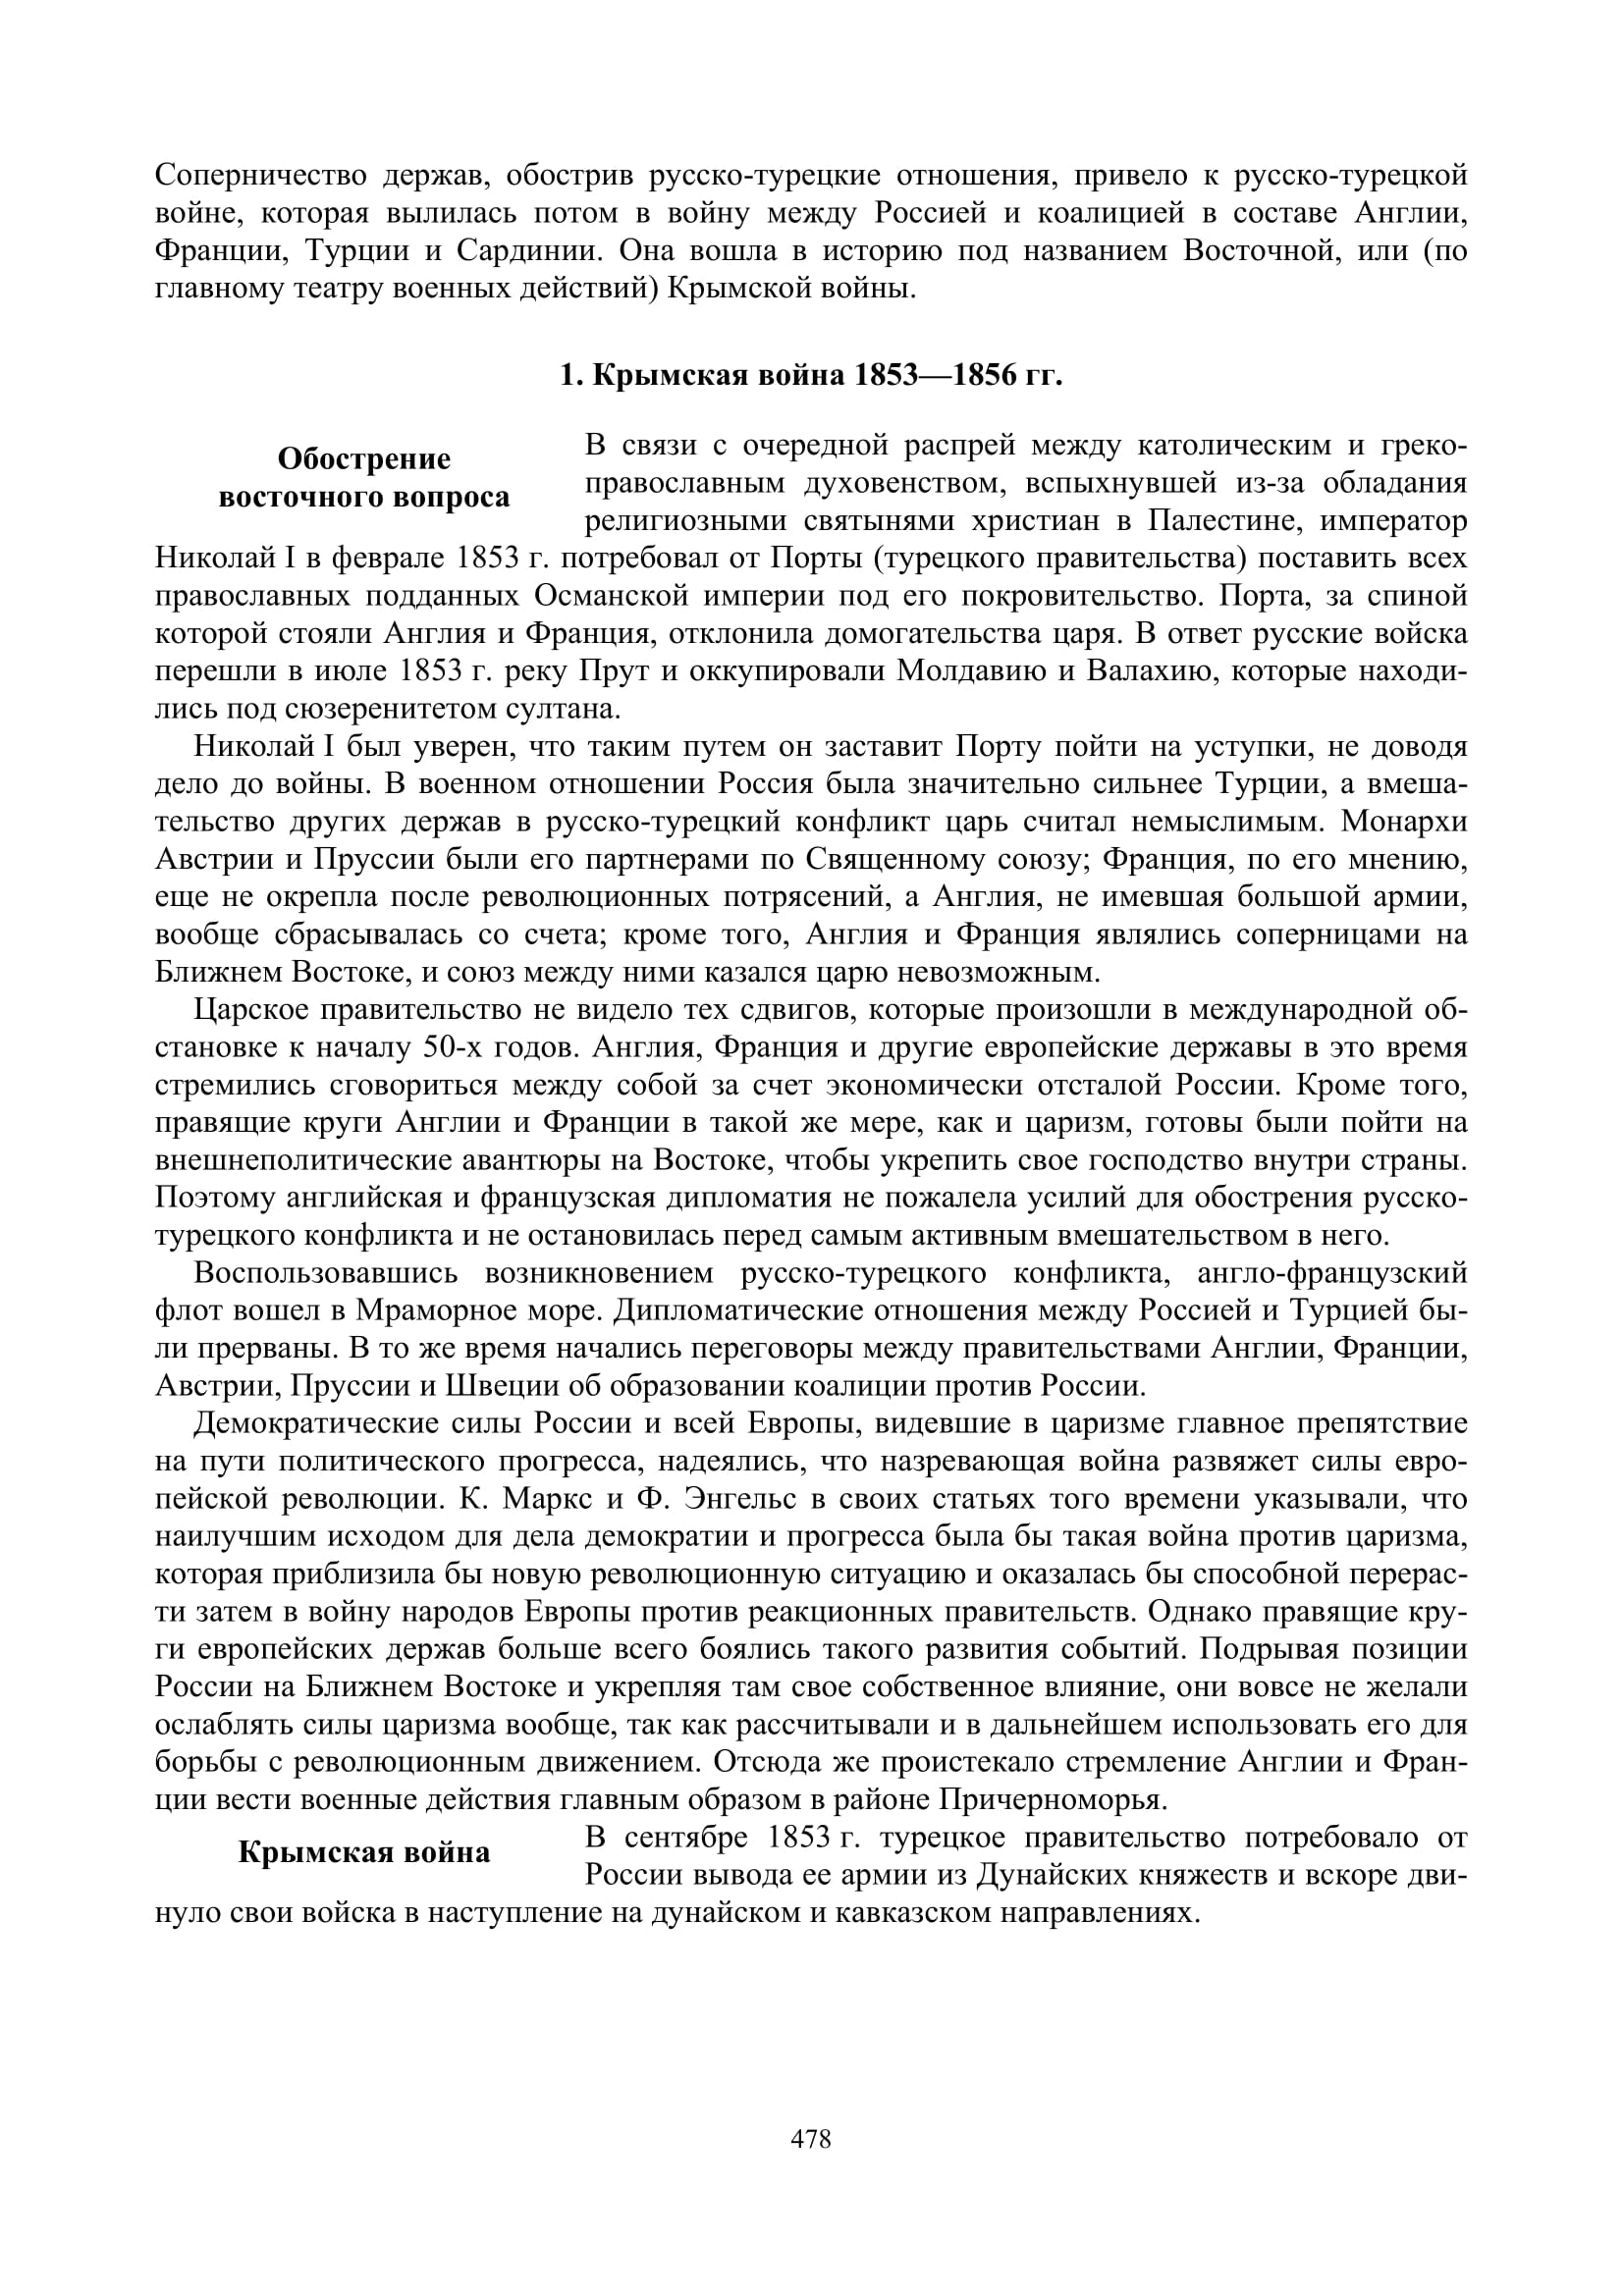 Соперничество держав, обострив русско-турецкие отношения, привело к русско-турецкой
войне, которая вылилась потом в войну между Россией и коалицией в составе Англии,
Франции, Турции и Сардинии. Она вошла в историю под названием Восточной, или (по
главному театру военных действий) Крымской войны.
1. Крымская война 1853—1856 гг.
Обострение
восточного вопроса
В связи с очередной распрей между католическим и греко-
православным духовенством, вспыхнувшей из-за обладания
религиозными святынями христиан в Палестине, император
Николай I в феврале 1853 г. потребовал от Порты (турецкого правительства) поставить всех
православных подданных Османской империи под его покровительство. Порта, за спиной
которой стояли Англия и Франция, отклонила домогательства царя. В ответ русские войска
перешли в июле 1853 г. реку Прут и оккупировали Молдавию и Валахию, которые находи-
лись под сюзеренитетом султана.
Николай I был уверен, что таким путем он заставит Порту пойти на уступки, не доводя
дело до войны. В военном отношении Россия была значительно сильнее Турции, а вмеша-
тельство других держав в русско-турецкий конфликт царь считал немыслимым. Монархи
Австрии и Пруссии были его партнерами по Священному союзу; Франция, по его мнению,
еще не окрепла после революционных потрясений, а Англия, не имевшая большой армии,
вообще сбрасывалась со счета; кроме того, Англия и Франция являлись соперницами на
Ближнем Востоке, и союз между ними казался царю невозможным.
Царское правительство не видело тех сдвигов, которые произошли в международной об-
становке к началу 50-х годов. Англия, Франция и другие европейские державы в это время
стремились сговориться между собой за счет экономически отсталой России. Кроме того,
правящие круги Англии и Франции в такой же мере, как и царизм, готовы были пойти на
внешнеполитические авантюры на Востоке, чтобы укрепить свое господство внутри страны.
Поэтому английская и французская дипломатия не пожалела усилий для обострения русско-
турецкого конфликта и не остановилась перед самым активным вмешательством в него.
Воспользовавшись возникновением русско-турецкого конфликта, англо-французский
флот вошел в Мраморное море. Дипломатические отношения между Россией и Турцией бы-
ли прерваны. В то же время начались переговоры между правительствами Англии, Франции,
Австрии, Пруссии и Швеции об образовании коалиции против России.
Демократические силы России и всей Европы, видевшие в царизме главное препятствие
на пути политического прогресса, надеялись, что назревающая война развяжет силы евро-
пейской революции. К. Маркс и Ф. Энгельс в своих статьях того времени указывали, что
наилучшим исходом для дела демократии и прогресса была бы такая война против царизма,
которая приблизила бы новую революционную ситуацию и оказалась бы способной перерас-
ти затем в войну народов Европы против реакционных правительств. Однако правящие кру-
ги европейских держав больше всего боялись такого развития событий. Подрывая позиции
России на Ближнем Востоке и укрепляя там свое собственное влияние, они вовсе не желали
ослаблять силы царизма вообще, так как рассчитывали и в дальнейшем использовать его для
борьбы с революционным движением. Отсюда же проистекало стремление Англии и Фран-
ции вести военные действия главным образом в районе Причерноморья.
Крымская война
В сентябре 1853 г. турецкое правительство потребовало от
России вывода ее армии из Дунайских княжеств и вскоре дви-
нуло свои войска в наступление на дунайском и кавказском направлениях.
478